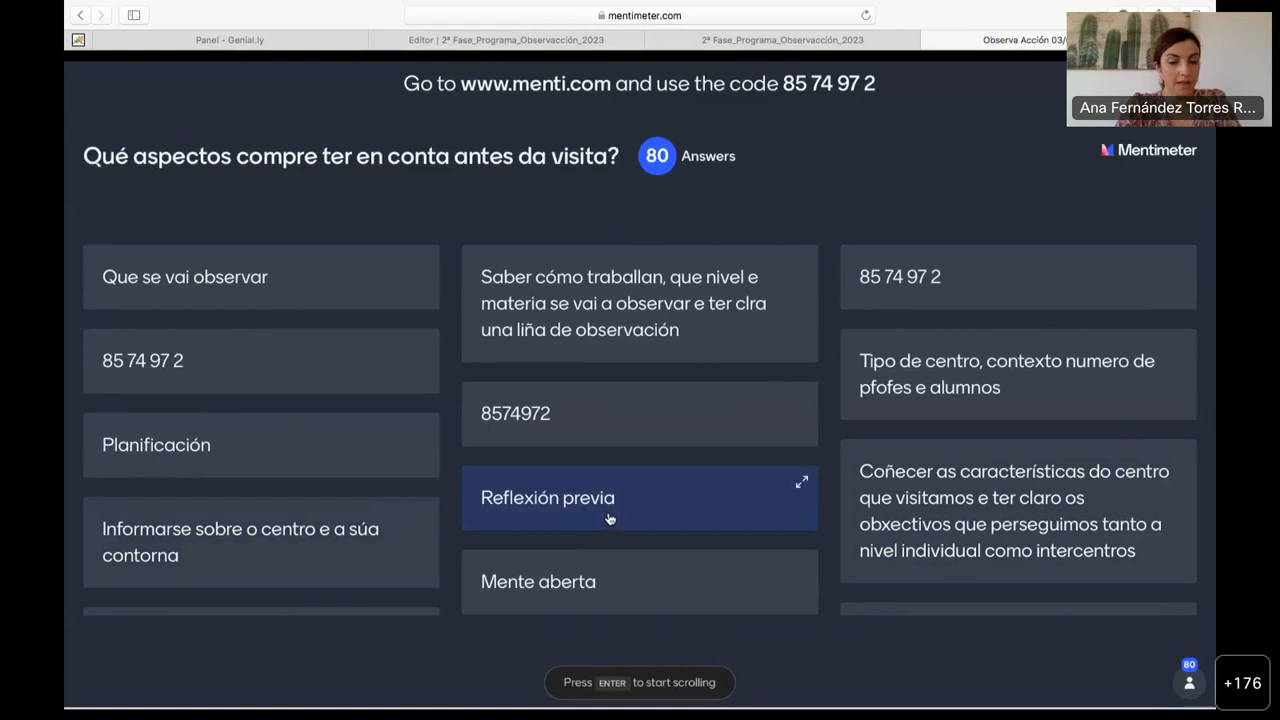 mentimeter.com
Panel - Genial.ly
Editor | 2ª Fase_Programa_Observacción_2023
2ª Fase_Programa_Observacción_2023
Observa Acción 03/
Go to www.menti.com and use the code 85 74 97 2
Ana Fernández Torres R...
Qué aspectos compre ter en conta antes da visita?
80 Answers
Mentimeter
Que se vai observar
85 74 97 2
Planificación
Informarse sobre o centro e a súa
contorna
Saber cómo traballan, que nivel e
materia se vai a observar e ter clra
una liña de observación
8574972
Reflexión previa
Mente aberta
85 74 97 2
Tipo de centro, contexto numero de
pfofes e alumnos
Coñecer as características do centro
que visitamos e ter claro os
obxectivos que perseguimos tanto a
nivel individual como intercentros
Press ENTER to start scrolling
80
+176